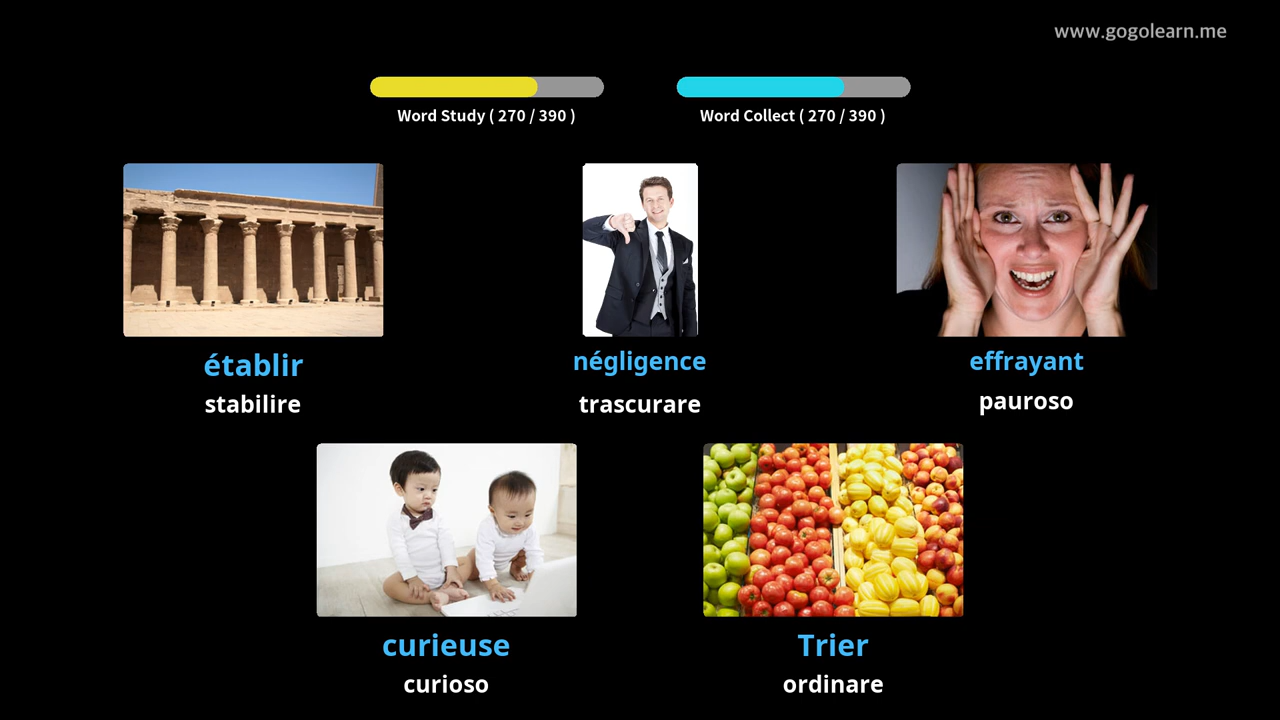 www.gogolearn.me
Word Study ( 270 / 390 )
Word Collect ( 270 / 390 )
établir
stabilire
négligence
trascurare
effrayant
pauroso
curieuse
curioso
Trier
ordinare